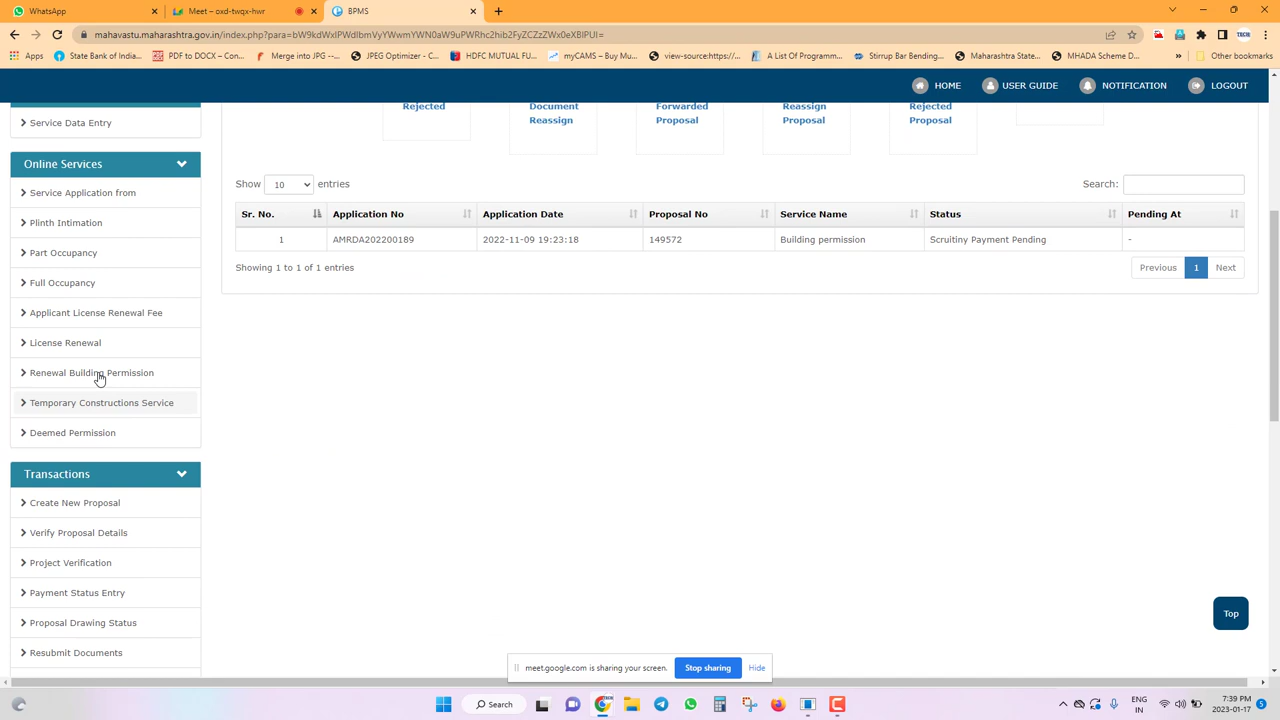 WhatsApp
Meet – oxd-twqx-hwr
BPMS
mahavastu.maharashtra.gov.in/index.php?para=
Apps
State Bank of India...
PDF to DOCX – Con...
Merge into JPG --...
JPEG Optimizer - C...
HDFC MUTUAL FU...
myCAMS – Buy Mu...
view-source:https:/...
A List Of Programm...
Stirrup Bar Bending...
Maharashtra State...
MHADA Scheme D...
Other bookmarks
HOME
USER GUIDE
NOTIFICATION
LOGOUT
Rejected
Document
Reassign
Forwarded
Proposal
Reassign
Proposal
Rejected
Proposal
Service Data Entry
Online Services
Service Application from
Plinth Intimation
Part Occupancy
Full Occupancy
Applicant License Renewal Fee
License Renewal
Renewal Building Permission
Temporary Constructions Service
Deemed Permission
Transactions
Create New Proposal
Verify Proposal Details
Project Verification
Payment Status Entry
Proposal Drawing Status
Resubmit Documents
Show 10 entries
Search:
Sr. No. Application No Application Date Proposal No Service Name Status Pending At
1 AMRDA202200189 2022-11-09 19:23:18 149572 Building permission Scruitiny Payment Pending -
Showing 1 to 1 of 1 entries
Previous 1 Next
Top
meet.google.com is sharing your screen. Stop sharing Hide
Search
ENG
IN
7:39 PM
2023-01-17
5